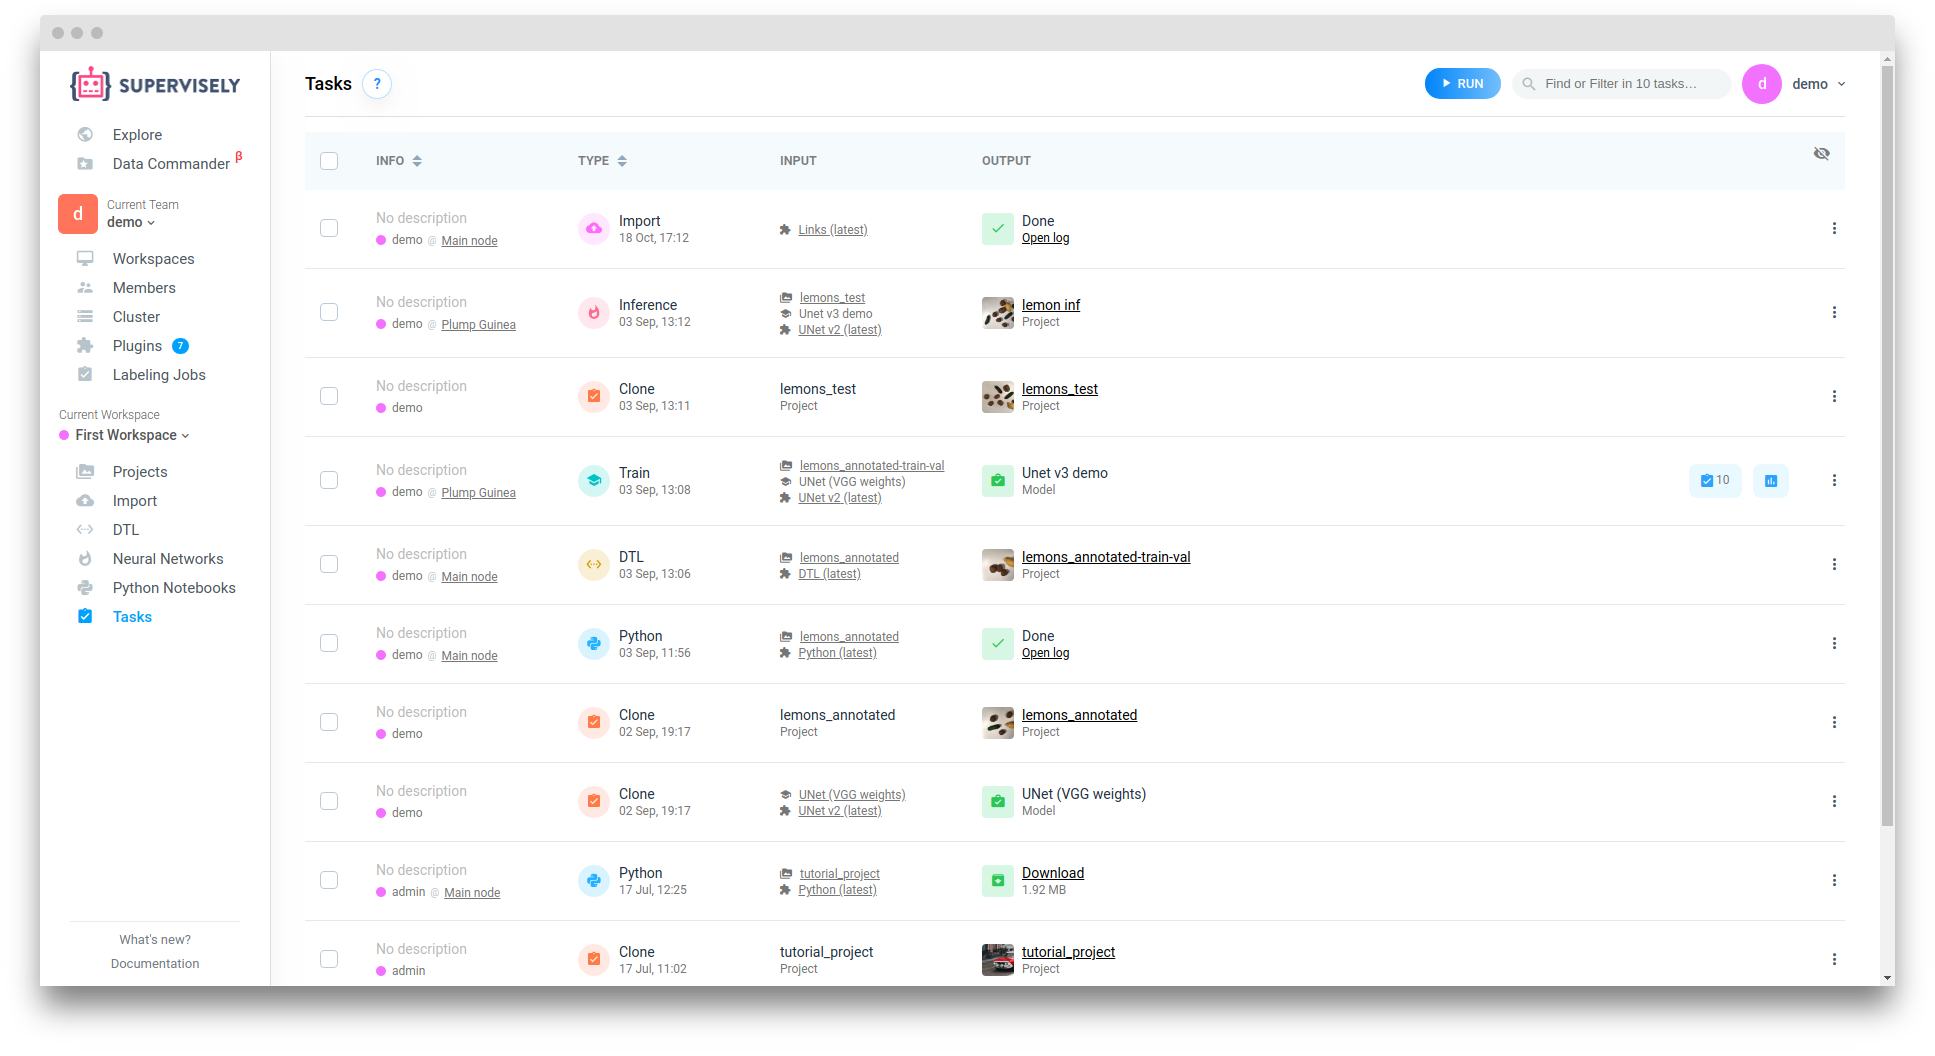 SUPERVISELY
Explore
Data Commander β
d
Current Team
demo
Workspaces
Members
Cluster
Plugins 7
Labeling Jobs
Current Workspace
First Workspace
Projects
Import
DTL
Neural Networks
Python Notebooks
Tasks
What's new?
Documentation
Tasks ? RUN Find or Filter in 10 tasks... d demo
INFO TYPE INPUT OUTPUT
No description
demo @ Main node
Import
18 Oct, 17:12
Links (latest)
Done
Open log
No description
demo @ Plump Guinea
Inference
03 Sep, 13:12
lemons_test
Unet v3 demo
UNet v2 (latest)
lemon inf
Project
No description
demo
Clone
03 Sep, 13:11
lemons_test
Project
lemons_test
Project
No description
demo @ Plump Guinea
Train
03 Sep, 13:08
lemons_annotated-train-val
UNet (VGG weights)
UNet v2 (latest)
Unet v3 demo
Model
10
No description
demo @ Main node
DTL
03 Sep, 13:06
lemons_annotated
DTL (latest)
lemons_annotated-train-val
Project
No description
demo @ Main node
Python
03 Sep, 11:56
lemons_annotated
Python (latest)
Done
Open log
No description
demo
Clone
02 Sep, 19:17
lemons_annotated
Project
lemons_annotated
Project
No description
demo
Clone
02 Sep, 19:17
UNet (VGG weights)
UNet v2 (latest)
UNet (VGG weights)
Model
No description
admin @ Main node
Python
17 Jul, 12:25
tutorial_project
Python (latest)
Download
1.92 MB
No description
admin
Clone
17 Jul, 11:02
tutorial_project
Project
tutorial_project
Project